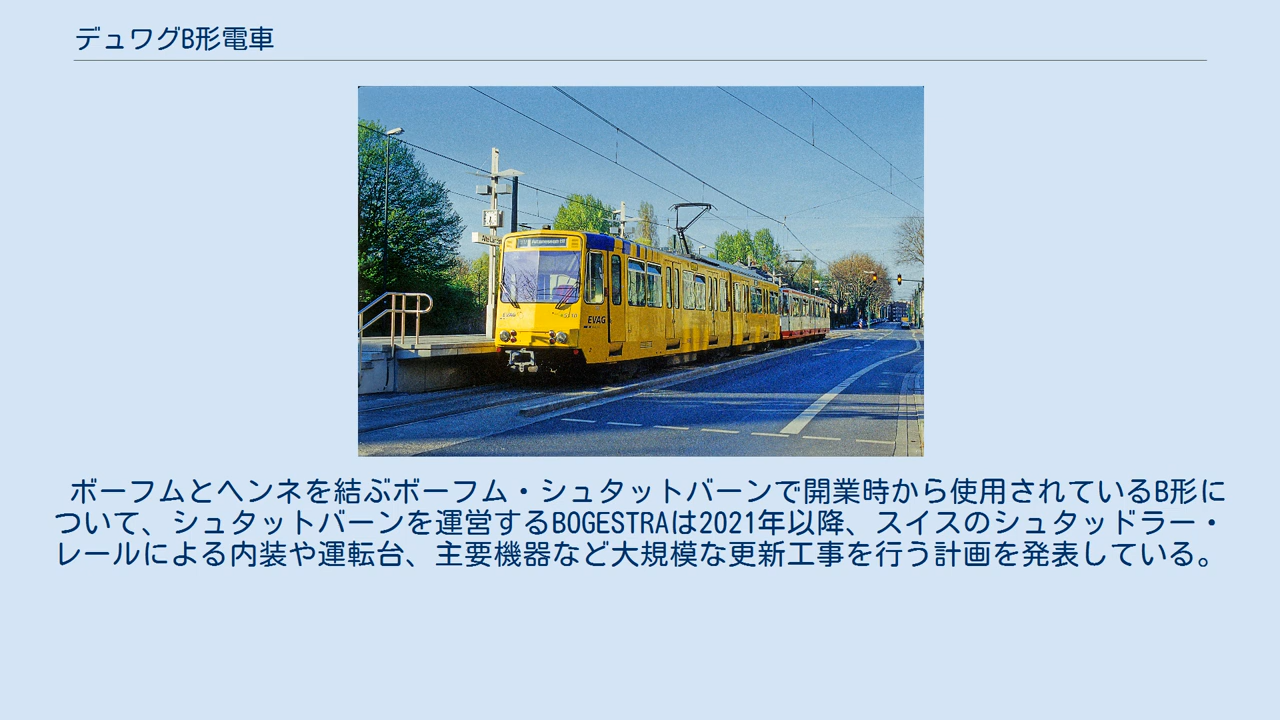 デュワグB形電車
EVAG
ボーフムとヘンネを結ぶボーフム・シュタットバーンで開業時から使用されているB形に
ついて、シュタットバーンを運営するBOGESTRAは2021年以降、スイスのシュタッドラー・
レールによる内装や運転台、主要機器など大規模な更新工事を行う計画を発表している。